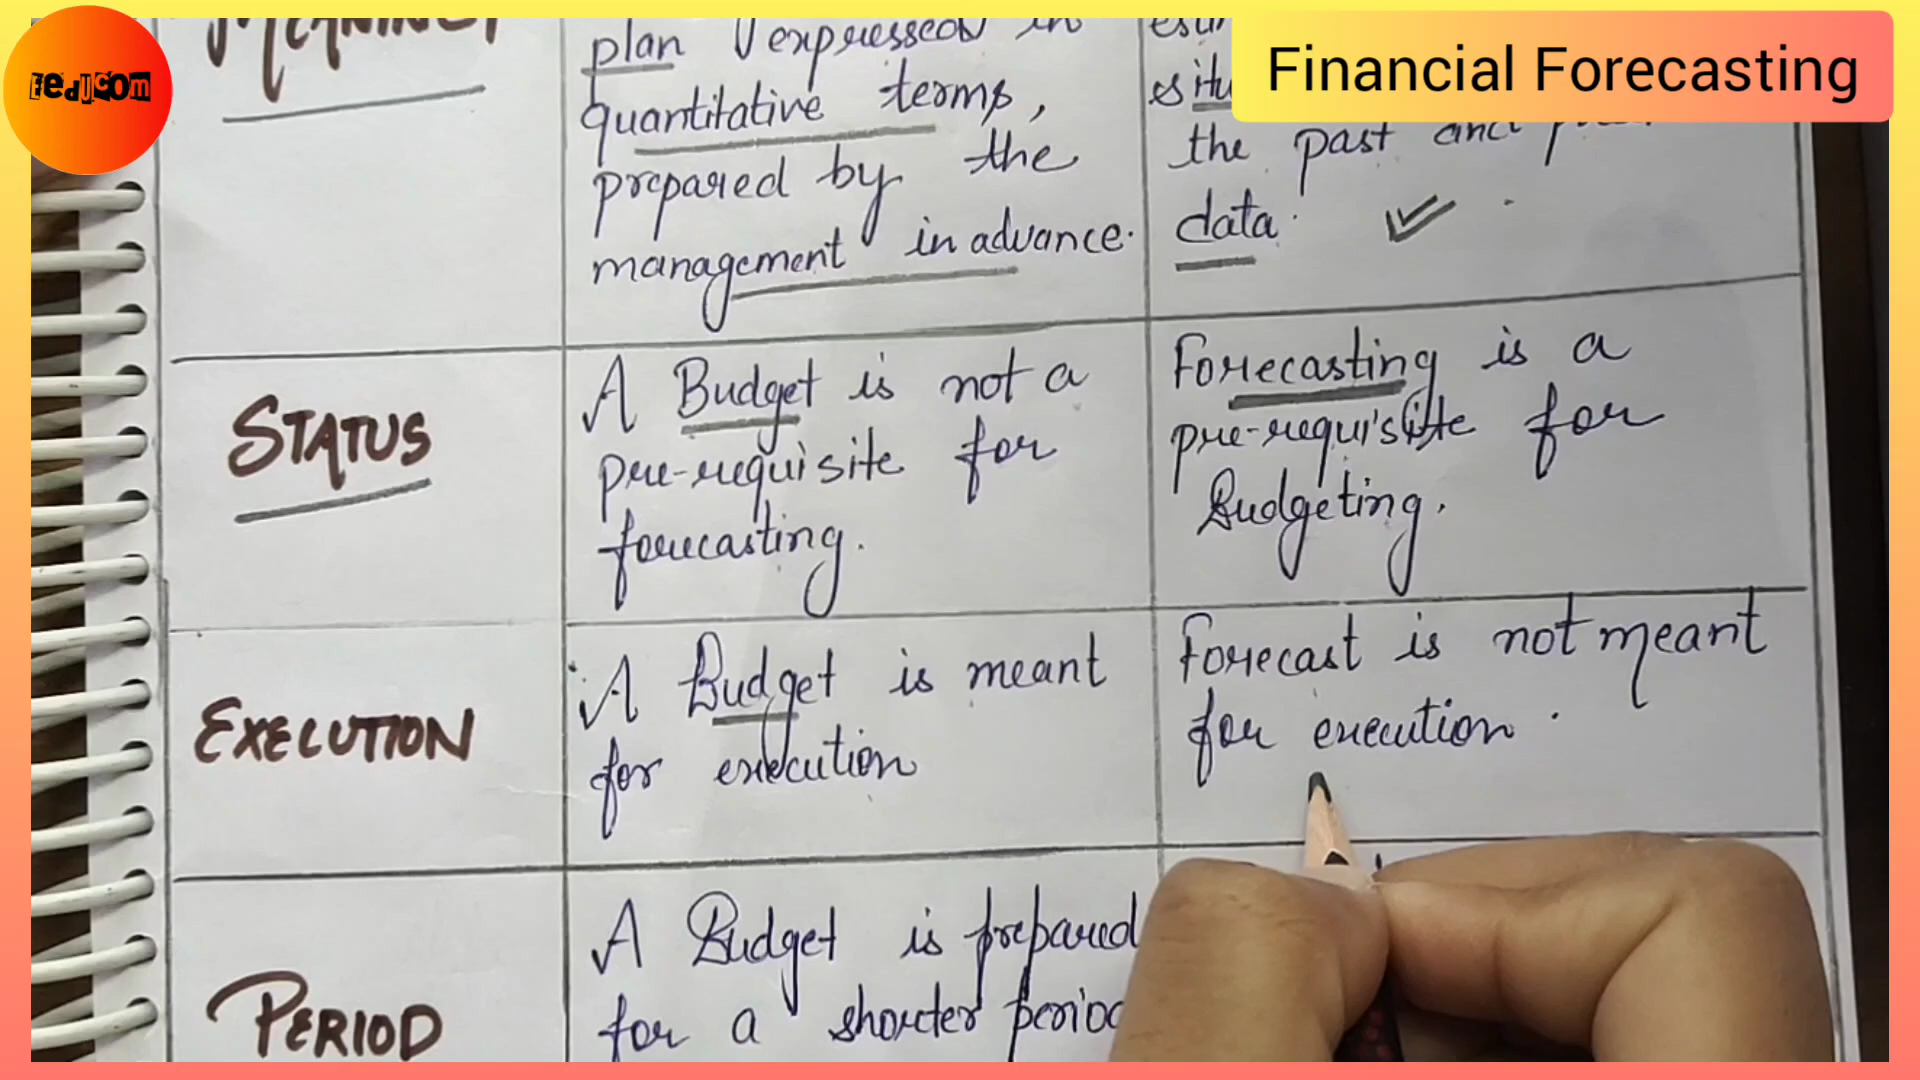 EeduCom
Financial Forecasting
MEANING
plan expressed in
quantitative terms,
prepared by the
management in advance.
the past and
data.
STATUS
A Budget is not a
pre-requisite for
forecasting.
Forecasting is a
pre-requisite for
Budgeting.
EXECUTION
A Budget is meant
for execution
Forecast is not meant
for execution.
PERIOD
A Budget is prepared
for a shorter period